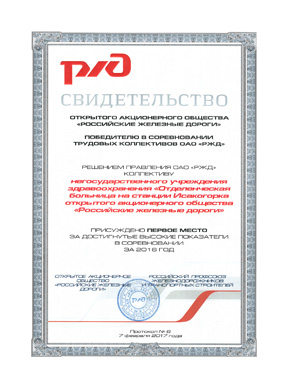 РЖД
СВИДЕТЕЛЬСТВО
ОТКРЫТОГО АКЦИОНЕРНОГО ОБЩЕСТВА
«РОССИЙСКИЕ ЖЕЛЕЗНЫЕ ДОРОГИ»
ПОБЕДИТЕЛЮ В СОРЕВНОВАНИИ
ТРУДОВЫХ КОЛЛЕКТИВОВ ОАО «РЖД»
РЕШЕНИЕМ ПРАВЛЕНИЯ ОАО «РЖД»
КОЛЛЕКТИВУ
негосударственного учреждения
здравоохранения «Отделенческая
больница на станции Исакогорка
открытого акционерного общества
«Российские железные дороги»
ПРИСУЖДЕНО ПЕРВОЕ МЕСТО
ЗА ДОСТИГНУТЫЕ ВЫСОКИЕ ПОКАЗАТЕЛИ
В СОРЕВНОВАНИИ
ЗА 2016 ГОД
ОТКРЫТОЕ АКЦИОНЕРНОЕ
ОБЩЕСТВО
«РОССИЙСКИЕ ЖЕЛЕЗНЫЕ
ДОРОГИ»
РОССИЙСКИЙ ПРОФСОЮЗ
ЖЕЛЕЗНОДОРОЖНИКОВ
И ТРАНСПОРТНЫХ СТРОИТЕЛЕЙ
РЖД
Протокол № 6
7 февраля 2017 года